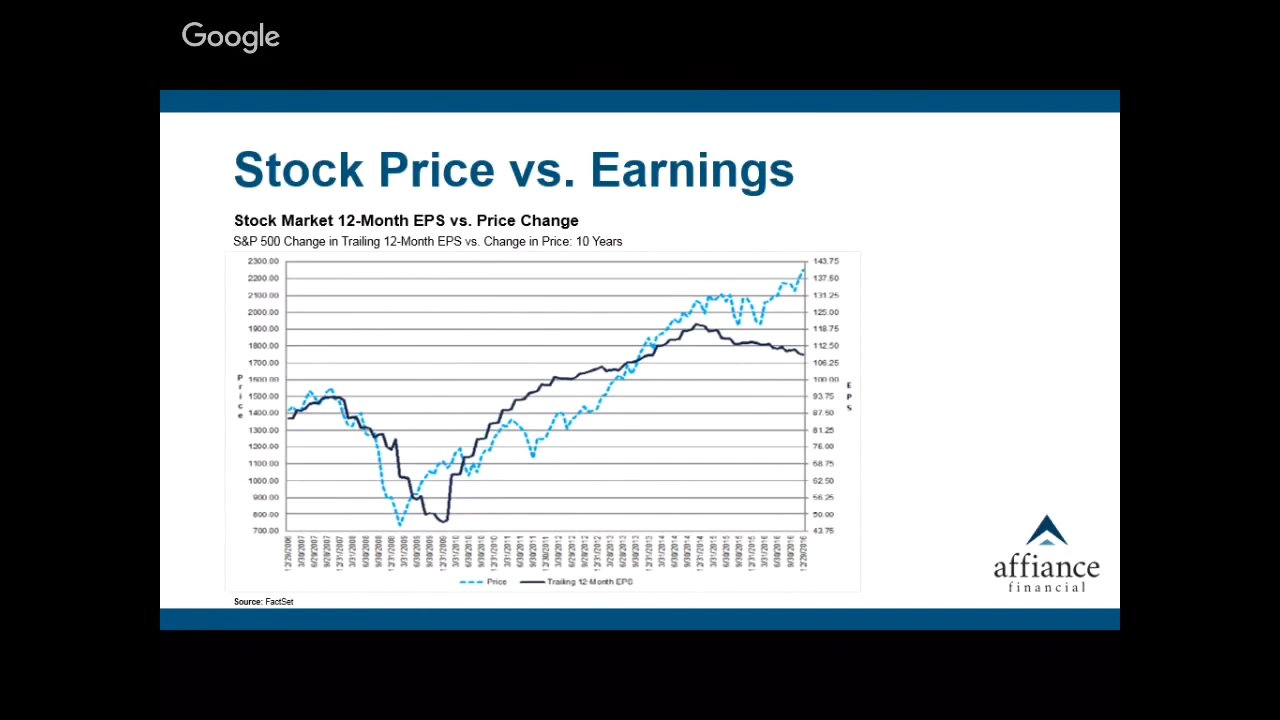 Google
Stock Price vs. Earnings
Stock Market 12-Month EPS vs. Price Change
S&P 500 Change in Trailing 12-Month EPS vs. Change in Price: 10 Years
2300.00 143.75
2200.00 137.50
2100.00 131.25
2000.00 125.00
1900.00 118.75
1800.00 112.50
1700.00 106.25
1600.00 100.00
1500.00 93.75
1400.00 87.50
1300.00 81.25
1200.00 75.00
1100.00 68.75
1000.00 62.50
900.00 56.25
800.00 50.00
700.00 43.75
Price
EPS
Price Trailing 12-Month EPS
Source: FactSet
affiance
financial